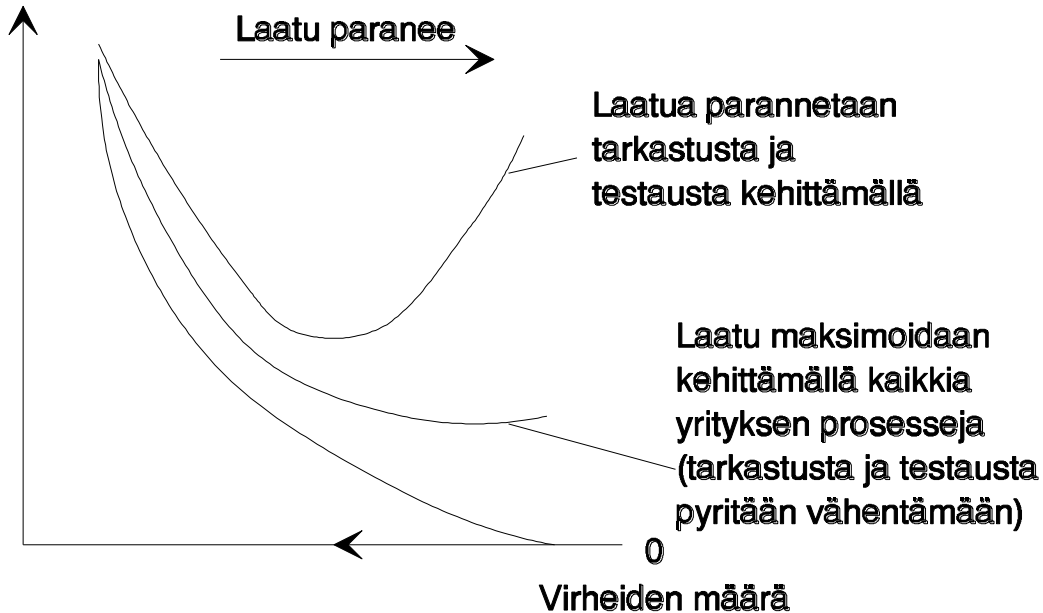 Laatu paranee
Laatua parannetaan
tarkastusta ja
testausta kehittämällä
Laatu maksimoidaan
kehittämällä kaikkia
yrityksen prosesseja
(tarkastusta ja testausta
pyritään vähentämään)
0
Virheiden määrä